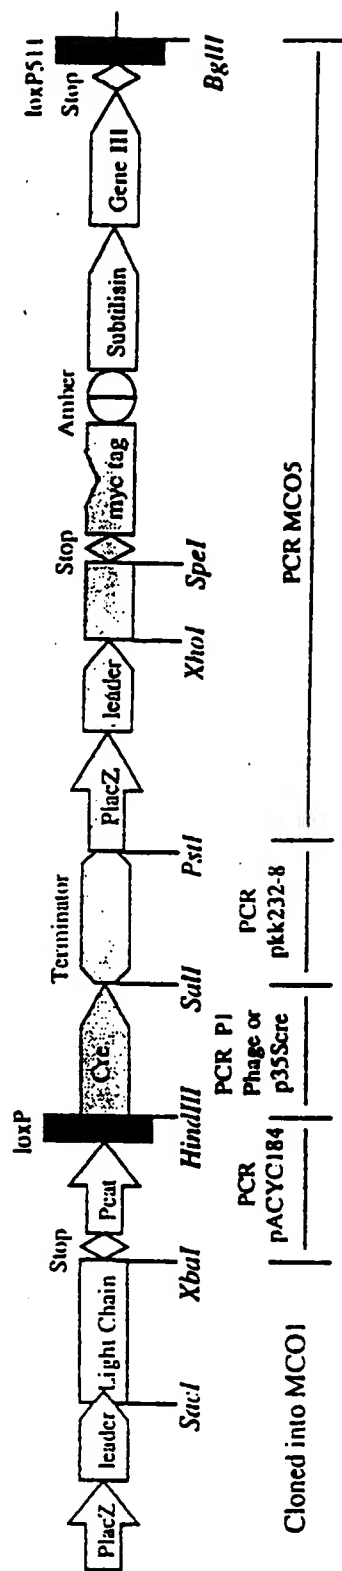 PlacZ
leader
Light Chain
Stop
Pcat
loxP
Cre
Terminator
PlacZ
leader
Stop
myc tag
Amber
Subtilisin
Gene III
Stop
loxP511
SacI
XbaI
HindIII
SalI
PstI
XhoI
SpeI
BglII
Cloned into MCO1
PCR
pACYC184
PCR P1
Phage or
p35Scre
PCR
pkk232-8
PCR MCO5